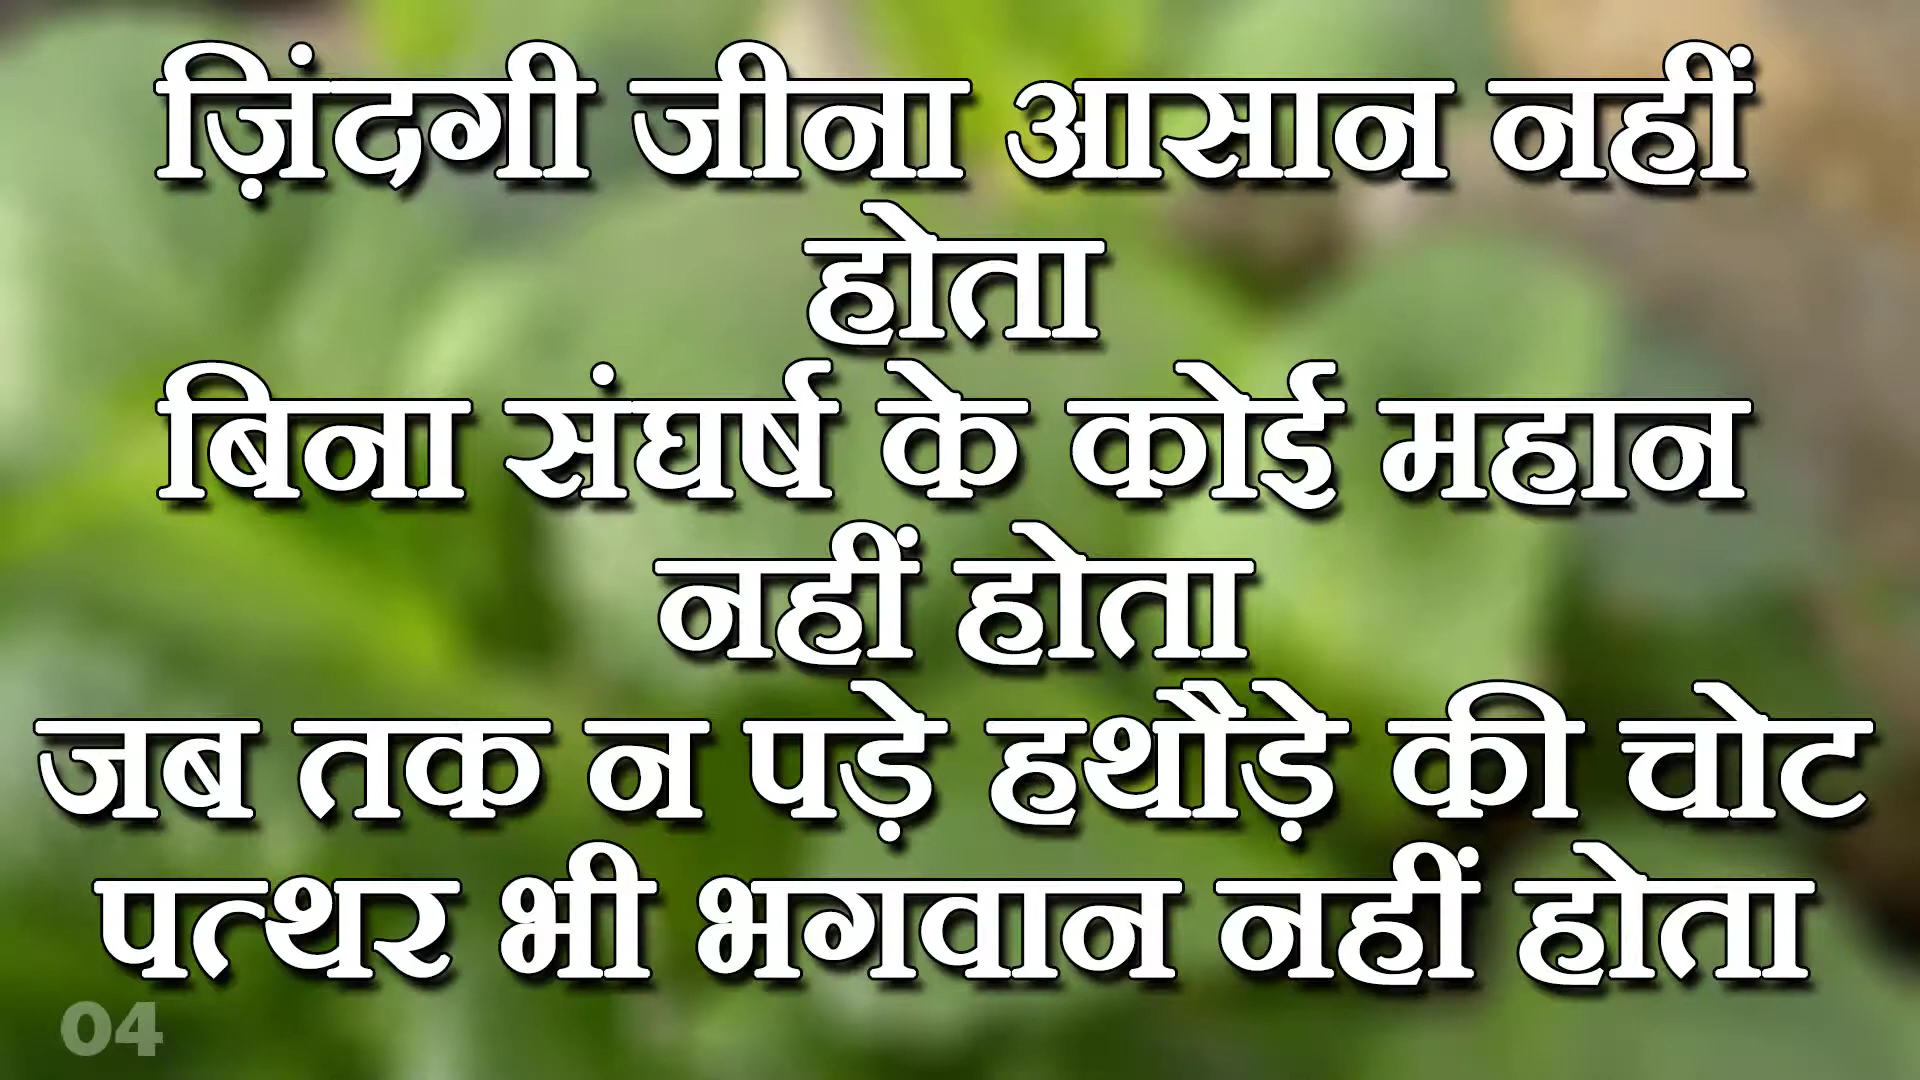 ज़िंदगी जीना आसान नहीं
होता
बिना संघर्ष के कोई महान
नहीं होता
जब तक न पड़े हथौड़े की चोट
पत्थर भी भगवान नहीं होता
04